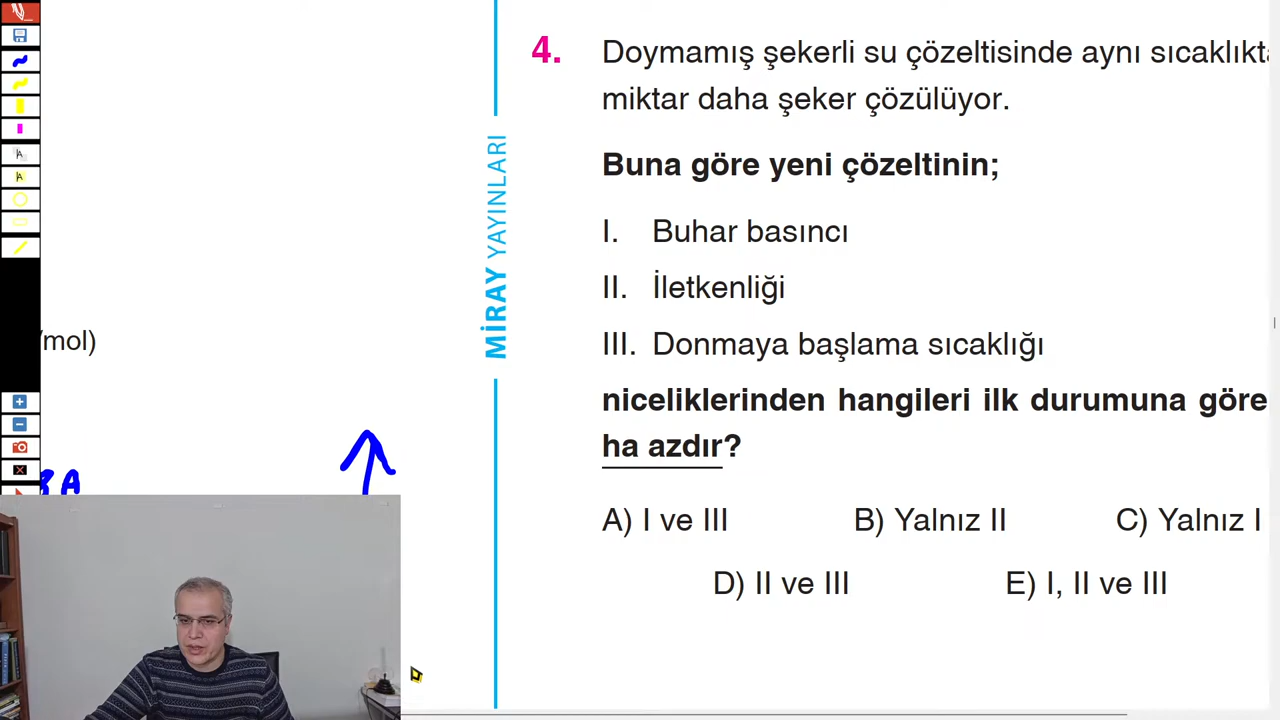 4. Doymamış şekerli su çözeltisinde aynı sıcaklıkta
miktar daha şeker çözülüyor.
Buna göre yeni çözeltinin;
I. Buhar basıncı
II. İletkenliği
III. Donmaya başlama sıcaklığı
niceliklerinden hangileri ilk durumuna göre
ha azdır?
A) I ve III B) Yalnız II C) Yalnız I
D) II ve III E) I, II ve III
MİRAY YAYINLARI
/mol)